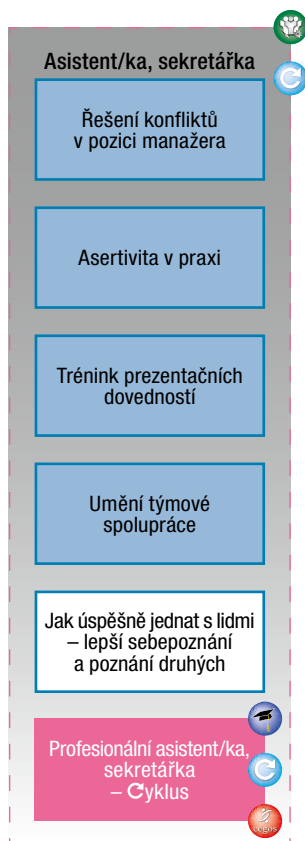 Asistent/ka, sekretářka
Řešení konfliktů
v pozici manažera
Asertivita v praxi
Trénink prezentačních
dovedností
Umění týmové
spolupráce
Jak úspěšně jednat s lidmi
– lepší sebepoznání
a poznání druhých
Profesionální asistent/ka,
sekretářka
– Cyklus
cegos